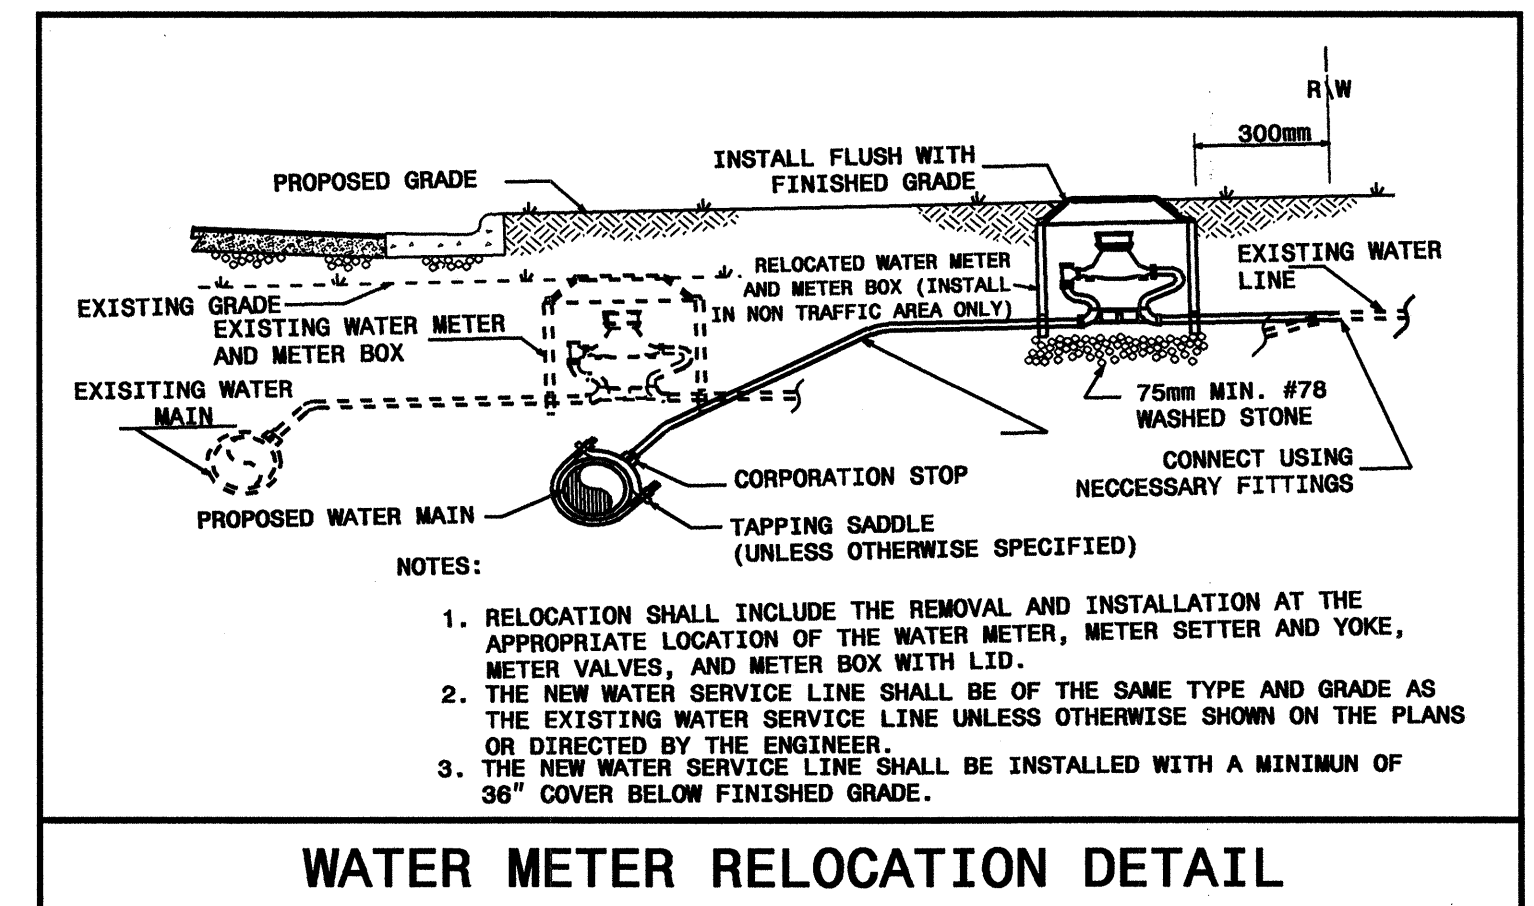 R W
300mm
INSTALL FLUSH WITH
FINISHED GRADE
PROPOSED GRADE
EXISTING WATER
LINE
RELOCATED WATER METER
AND METER BOX (INSTALL
IN NON TRAFFIC AREA ONLY)
EXISTING GRADE
EXISTING WATER METER
AND METER BOX
EXISITING WATER
MAIN
75mm MIN. #78
WASHED STONE
CONNECT USING
NECCESSARY FITTINGS
CORPORATION STOP
PROPOSED WATER MAIN
TAPPING SADDLE
(UNLESS OTHERWISE SPECIFIED)
NOTES:
1. RELOCATION SHALL INCLUDE THE REMOVAL AND INSTALLATION AT THE
APPROPRIATE LOCATION OF THE WATER METER, METER SETTER AND YOKE,
METER VALVES, AND METER BOX WITH LID.
2. THE NEW WATER SERVICE LINE SHALL BE OF THE SAME TYPE AND GRADE AS
THE EXISTING WATER SERVICE LINE UNLESS OTHERWISE SHOWN ON THE PLANS
OR DIRECTED BY THE ENGINEER.
3. THE NEW WATER SERVICE LINE SHALL BE INSTALLED WITH A MINIMUN OF
36" COVER BELOW FINISHED GRADE.
WATER METER RELOCATION DETAIL